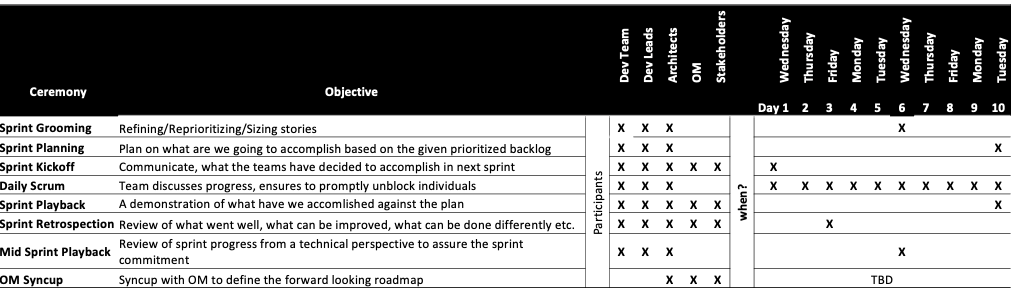 Ceremony Objective Dev Team Dev Leads Architects OM Stakeholders Wednesday Thursday Friday Monday Tuesday Wednesday Thursday Friday Monday Tuesday
Day 1 2 3 4 5 6 7 8 9 10
Participants
when?
Sprint Grooming Refining/Reprioritizing/Sizing stories X X X X
Sprint Planning Plan on what are we going to accomplish based on the given prioritized backlog X X X X
Sprint Kickoff Communicate, what the teams have decided to accomplish in next sprint X X X X X X
Daily Scrum Team discusses progress, ensures to promptly unblock individuals X X X X X X X X X X X X X
Sprint Playback A demonstration of what have we accomlished against the plan X X X X X X
Sprint Retrospection Review of what went well, what can be improved, what can be done differently etc. X X X X X X
Mid Sprint Playback Review of sprint progress from a technical perspective to assure the sprint
commitment X X X X
OM Syncup Syncup with OM to define the forward looking roadmap X X X TBD